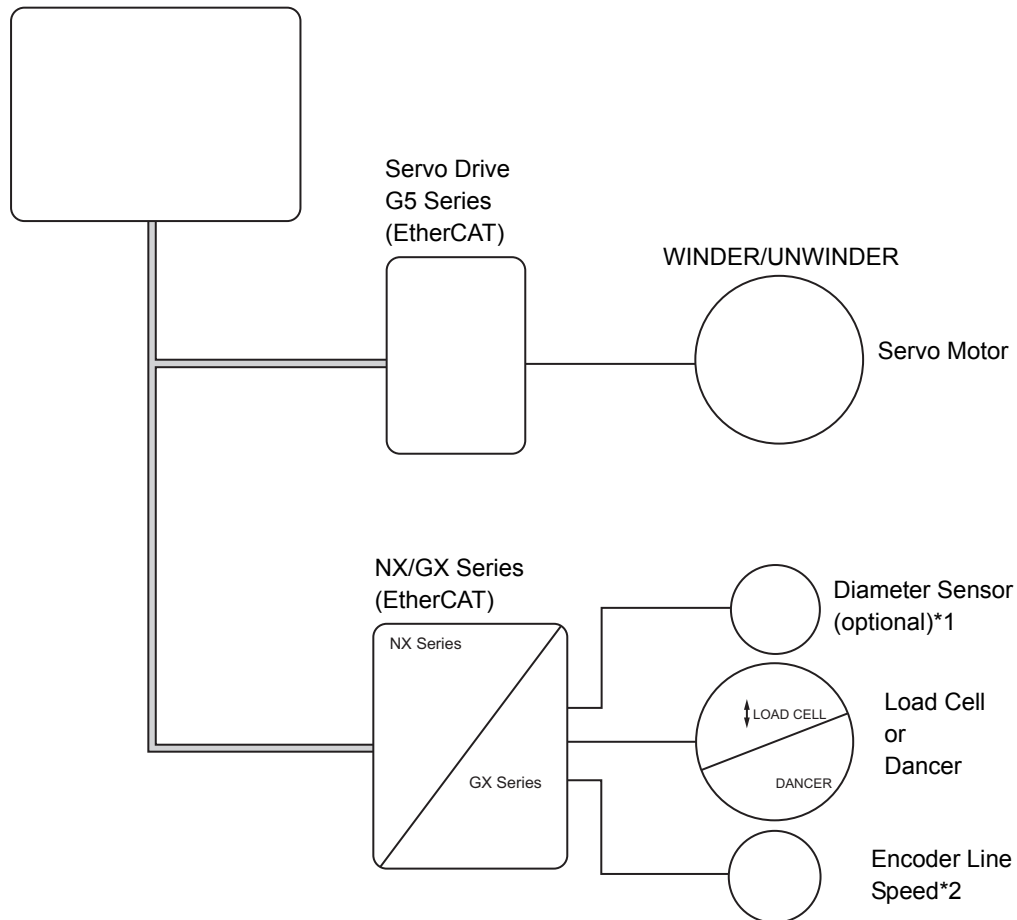 Servo Drive
G5 Series
(EtherCAT)
WINDER/UNWINDER
Servo Motor
NX/GX Series
(EtherCAT)
NX Series
GX Series
Diameter Sensor
(optional)*1
LOAD CELL
DANCER
Load Cell
or
Dancer
Encoder Line
Speed*2